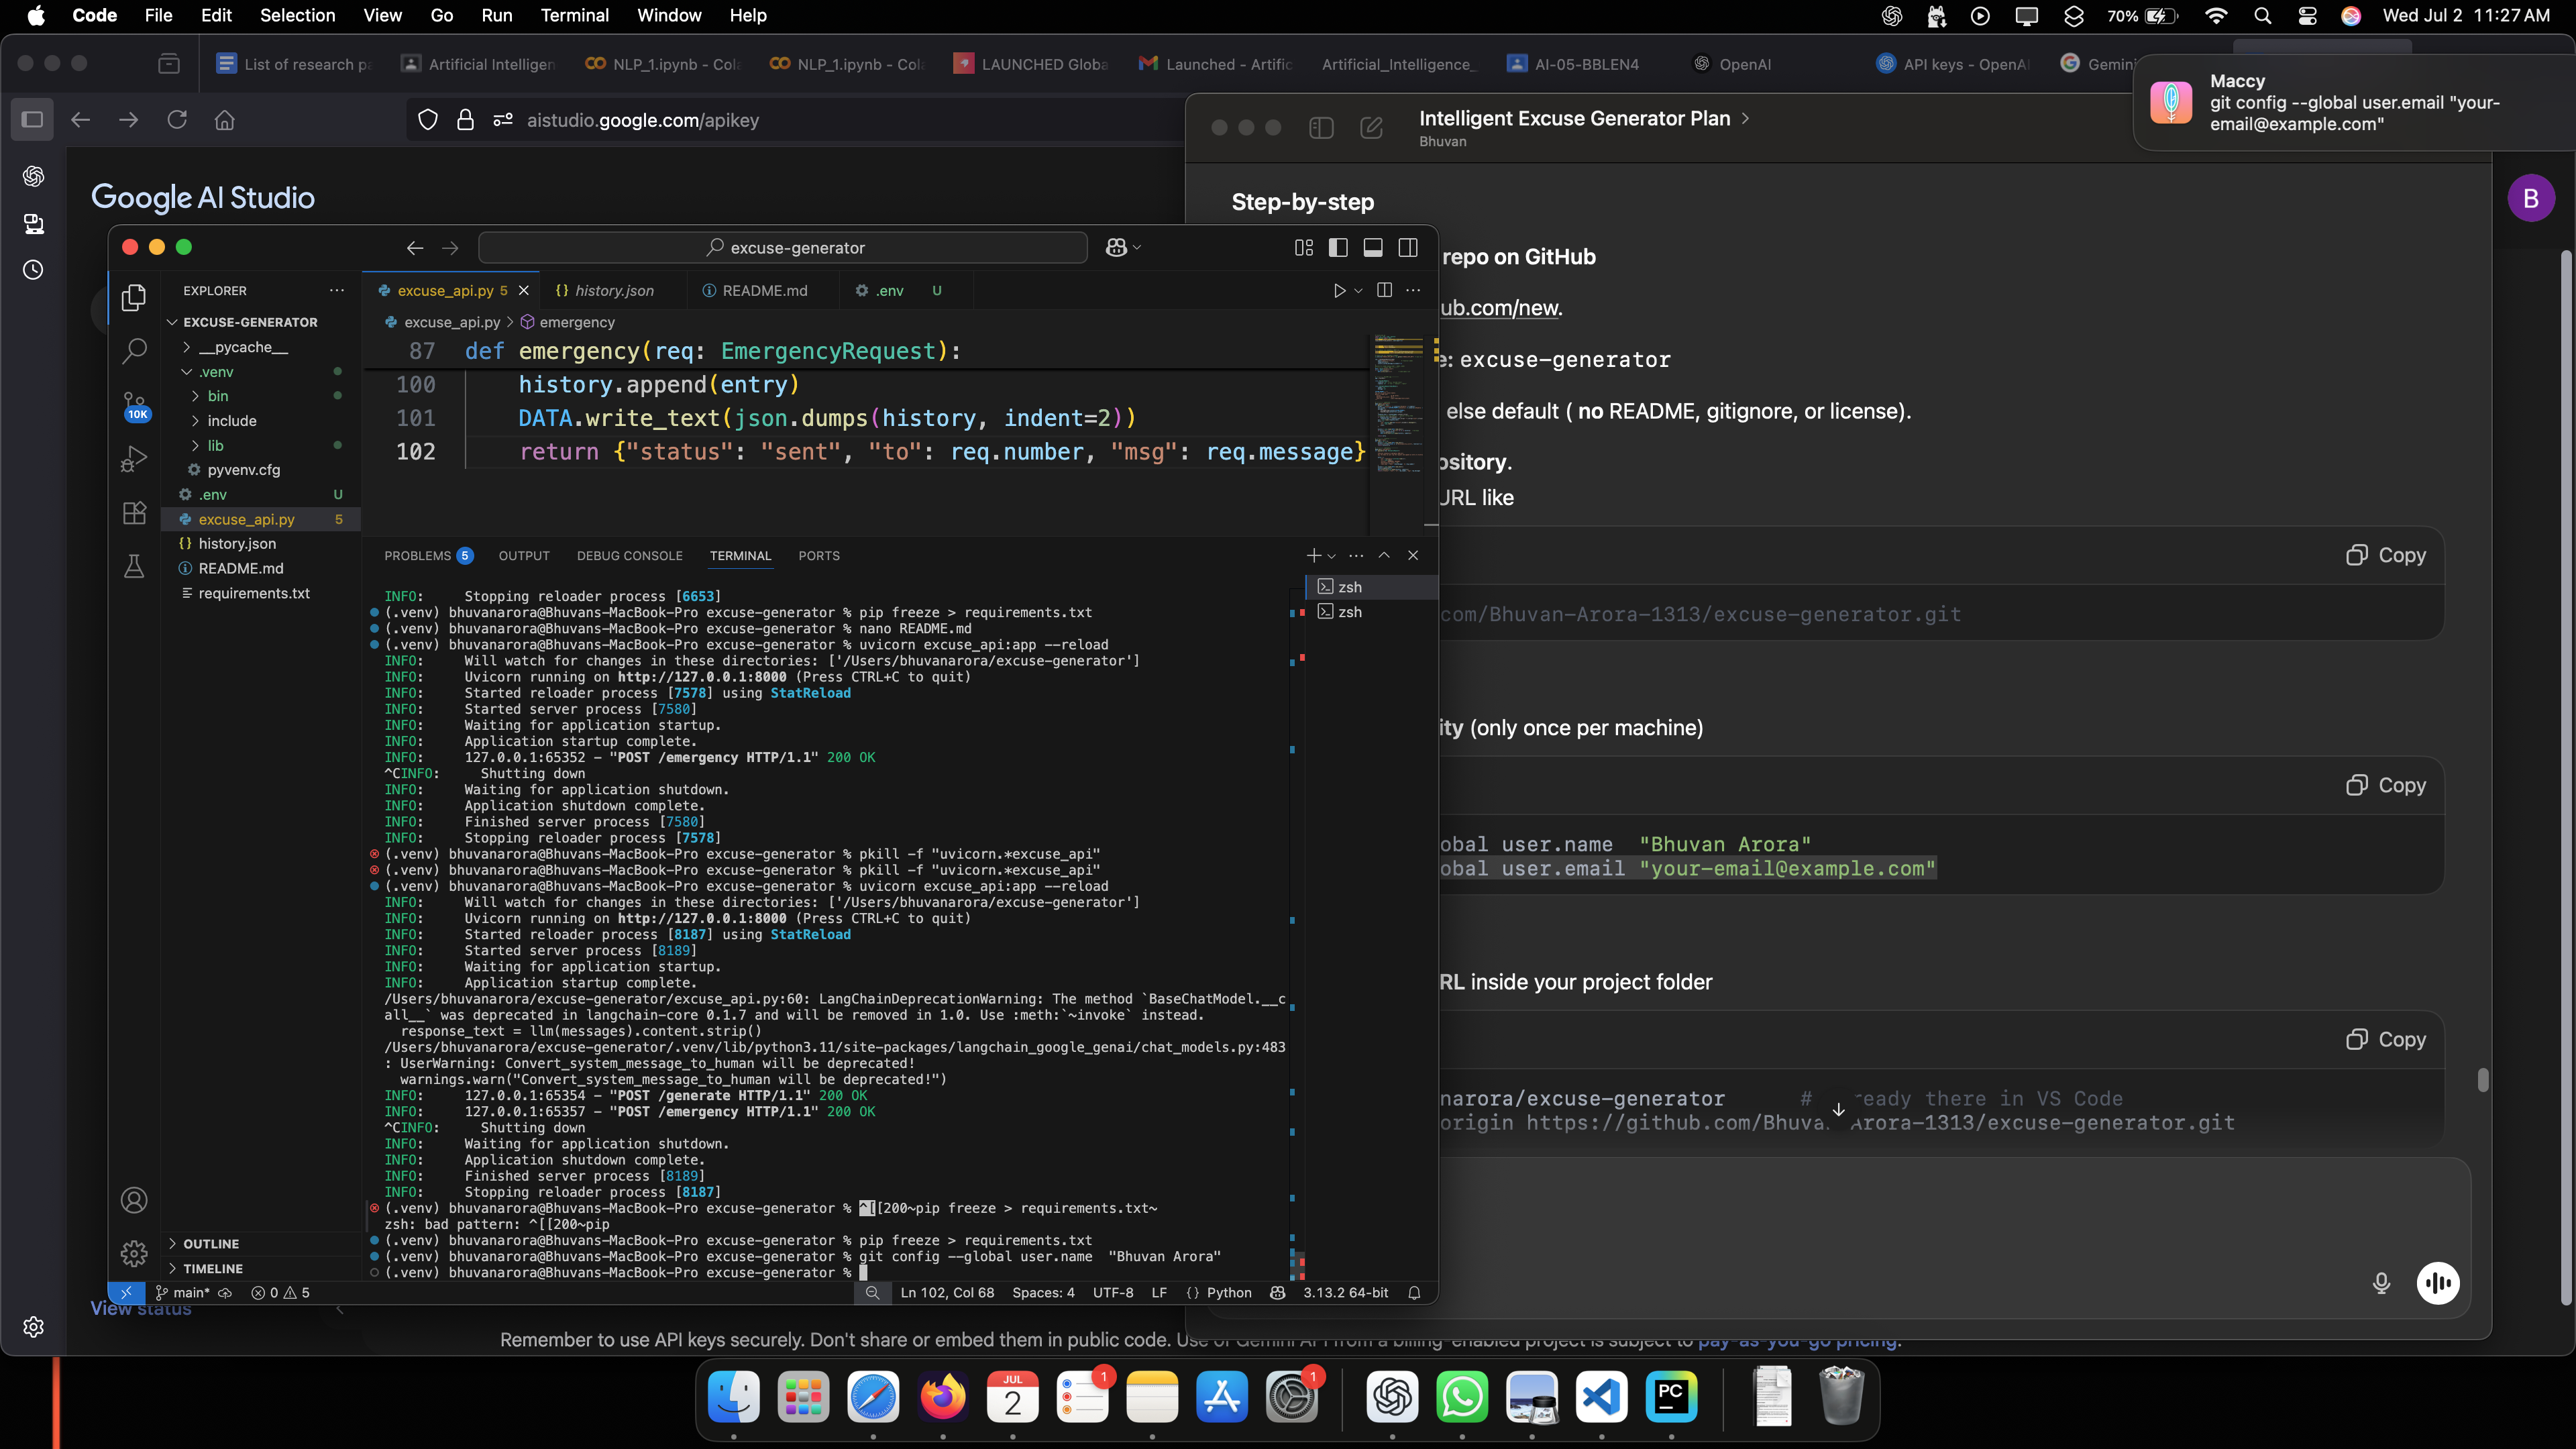 Code File Edit Selection View Go Run Terminal Window Help
70% Wed Jul 2 11:27 AM
List of research pa
Artificial Intelligen
NLP_1.ipynb - Cola
NLP_1.ipynb - Cola
LAUNCHED Globa
Launched - Artific
Artificial_Intelligence_
AI-05-BBLEN4
OpenAI
API keys - OpenAI
Gemini
aistudio.google.com/apikey
Maccy
git config --global user.email "your-
email@example.com"
Google AI Studio
B
Intelligent Excuse Generator Plan >
Bhuvan
Step-by-step
repo on GitHub
ub.com/new.
e: excuse-generator
else default ( no README, gitignore, or license).
ository.
URL like
Copy
com/Bhuvan-Arora-1313/excuse-generator.git
ity (only once per machine)
Copy
obal user.name "Bhuvan Arora"
obal user.email "your-email@example.com"
RL inside your project folder
Copy
narora/excuse-generator # ready there in VS Code
origin https://github.com/Bhuva Arora-1313/excuse-generator.git
excuse-generator
EXPLORER
EXCUSE-GENERATOR
__pycache__
.venv
bin
include
lib
pyvenv.cfg
.env U
excuse_api.py 5
history.json
README.md
requirements.txt
OUTLINE
TIMELINE
10K
excuse_api.py 5
history.json
README.md
.env U
excuse_api.py > emergency
87 def emergency(req: EmergencyRequest):
100 history.append(entry)
101 DATA.write_text(json.dumps(history, indent=2))
102 return {"status": "sent", "to": req.number, "msg": req.message}
PROBLEMS 5 OUTPUT DEBUG CONSOLE TERMINAL PORTS
zsh
zsh
INFO: Stopping reloader process [6653]
(.venv) bhuvanarora@Bhuvans-MacBook-Pro excuse-generator % pip freeze > requirements.txt
(.venv) bhuvanarora@Bhuvans-MacBook-Pro excuse-generator % nano README.md
(.venv) bhuvanarora@Bhuvans-MacBook-Pro excuse-generator % uvicorn excuse_api:app --reload
INFO: Will watch for changes in these directories: ['/Users/bhuvanarora/excuse-generator']
INFO: Uvicorn running on http://127.0.0.1:8000 (Press CTRL+C to quit)
INFO: Started reloader process [7578] using StatReload
INFO: Started server process [7580]
INFO: Waiting for application startup.
INFO: Application startup complete.
INFO: 127.0.0.1:65352 - "POST /emergency HTTP/1.1" 200 OK
^CINFO: Shutting down
INFO: Waiting for application shutdown.
INFO: Application shutdown complete.
INFO: Finished server process [7580]
INFO: Stopping reloader process [7578]
(.venv) bhuvanarora@Bhuvans-MacBook-Pro excuse-generator % pkill -f "uvicorn.*excuse_api"
(.venv) bhuvanarora@Bhuvans-MacBook-Pro excuse-generator % pkill -f "uvicorn.*excuse_api"
(.venv) bhuvanarora@Bhuvans-MacBook-Pro excuse-generator % uvicorn excuse_api:app --reload
INFO: Will watch for changes in these directories: ['/Users/bhuvanarora/excuse-generator']
INFO: Uvicorn running on http://127.0.0.1:8000 (Press CTRL+C to quit)
INFO: Started reloader process [8187] using StatReload
INFO: Started server process [8189]
INFO: Waiting for application startup.
INFO: Application startup complete.
/Users/bhuvanarora/excuse-generator/excuse_api.py:60: LangChainDeprecationWarning: The method `BaseChatModel.__c
all__` was deprecated in langchain-core 0.1.7 and will be removed in 1.0. Use :meth:`~invoke` instead.
response_text = llm(messages).content.strip()
/Users/bhuvanarora/excuse-generator/.venv/lib/python3.11/site-packages/langchain_google_genai/chat_models.py:483
: UserWarning: Convert_system_message_to_human will be deprecated!
warnings.warn("Convert_system_message_to_human will be deprecated!")
INFO: 127.0.0.1:65354 - "POST /generate HTTP/1.1" 200 OK
INFO: 127.0.0.1:65357 - "POST /emergency HTTP/1.1" 200 OK
^CINFO: Shutting down
INFO: Waiting for application shutdown.
INFO: Application shutdown complete.
INFO: Finished server process [8189]
INFO: Stopping reloader process [8187]
(.venv) bhuvanarora@Bhuvans-MacBook-Pro excuse-generator % ^[[200~pip freeze > requirements.txt~
zsh: bad pattern: ^[[200~pip
(.venv) bhuvanarora@Bhuvans-MacBook-Pro excuse-generator % pip freeze > requirements.txt
(.venv) bhuvanarora@Bhuvans-MacBook-Pro excuse-generator % git config --global user.name "Bhuvan Arora"
(.venv) bhuvanarora@Bhuvans-MacBook-Pro excuse-generator %
main* 0 5 Ln 102, Col 68 Spaces: 4 UTF-8 LF {} Python 3.13.2 64-bit
View status
Remember to use API keys securely. Don't share or embed them in public code. Use of Gemini API from a billing-enabled project is subject to pay-as-you-go pricing.
JUL
2
1
1
PC